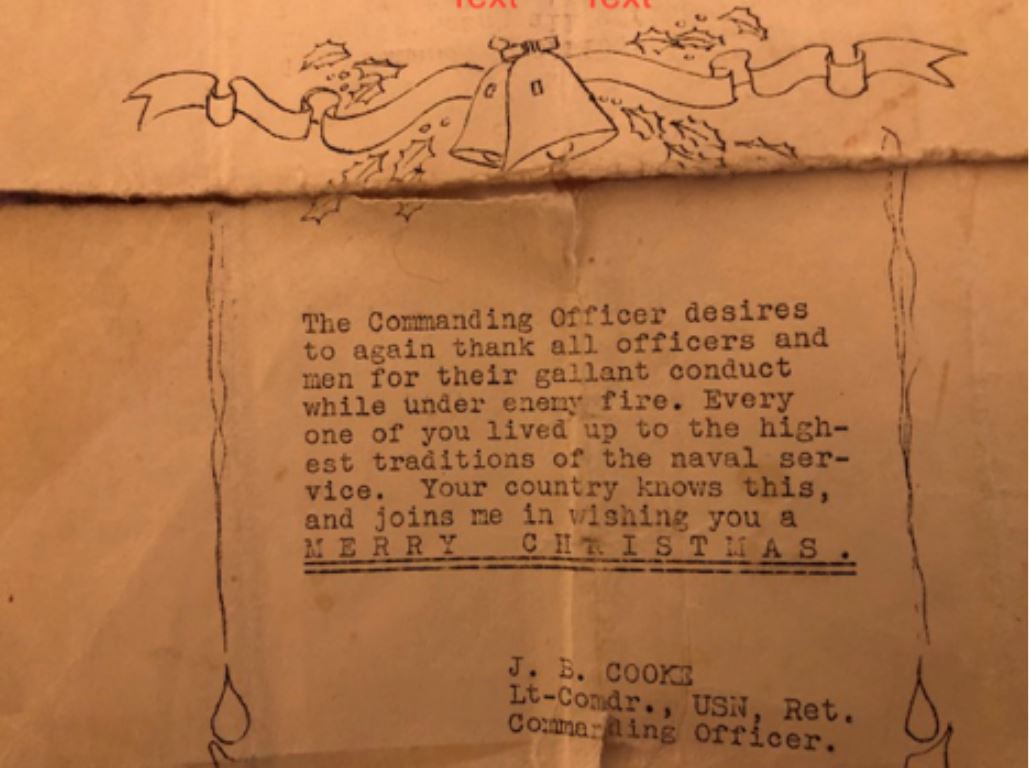 Text Text
The Commanding Officer desires
to again thank all officers and
men for their gallant conduct
while under enemy fire. Every
one of you lived up to the high-
est traditions of the naval ser-
vice. Your country knows this,
and joins me in wishing you a
M E R R Y C H R I S T M A S .
J. B. COOKE
Lt-Comdr., USN, Ret.
Commanding Officer.